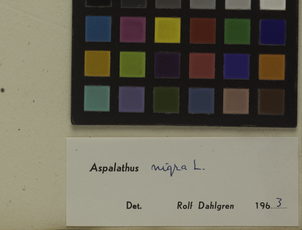 Aspalathus nigra L.
Det. Rolf Dahlgren 1963